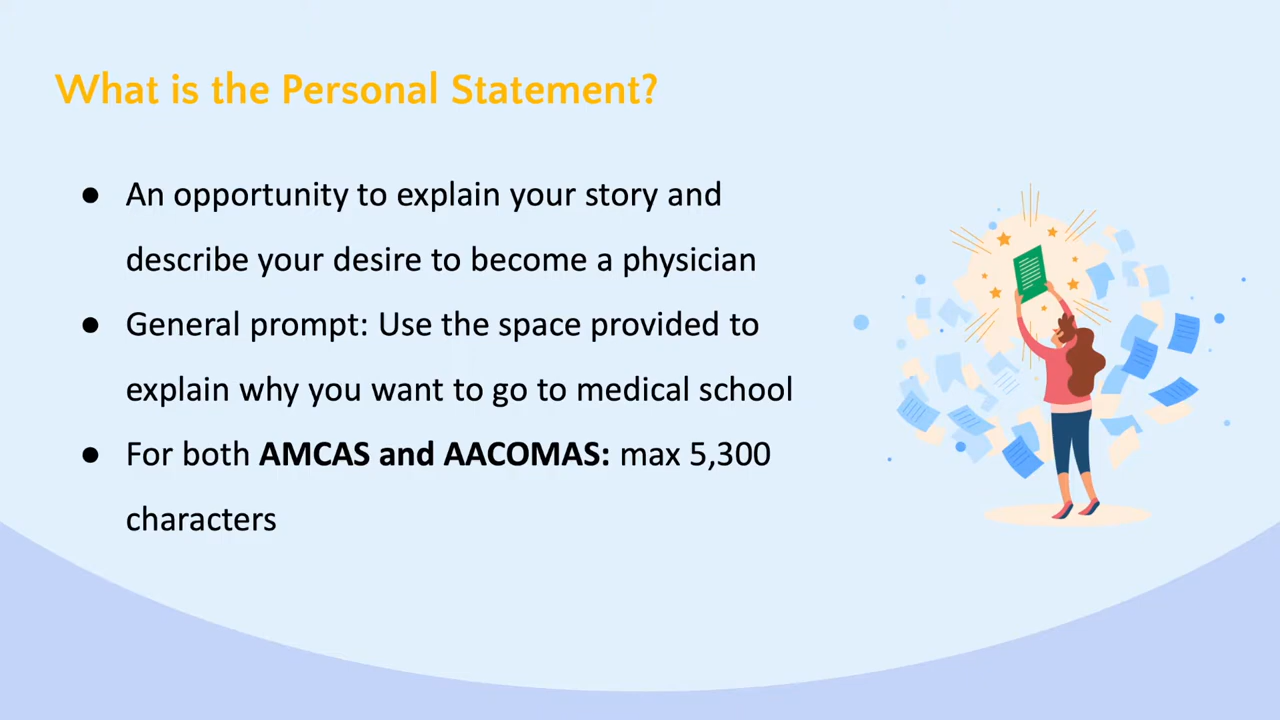 What is the Personal Statement?
● An opportunity to explain your story and
describe your desire to become a physician
● General prompt: Use the space provided to
explain why you want to go to medical school
● For both AMCAS and AACOMAS: max 5,300
characters